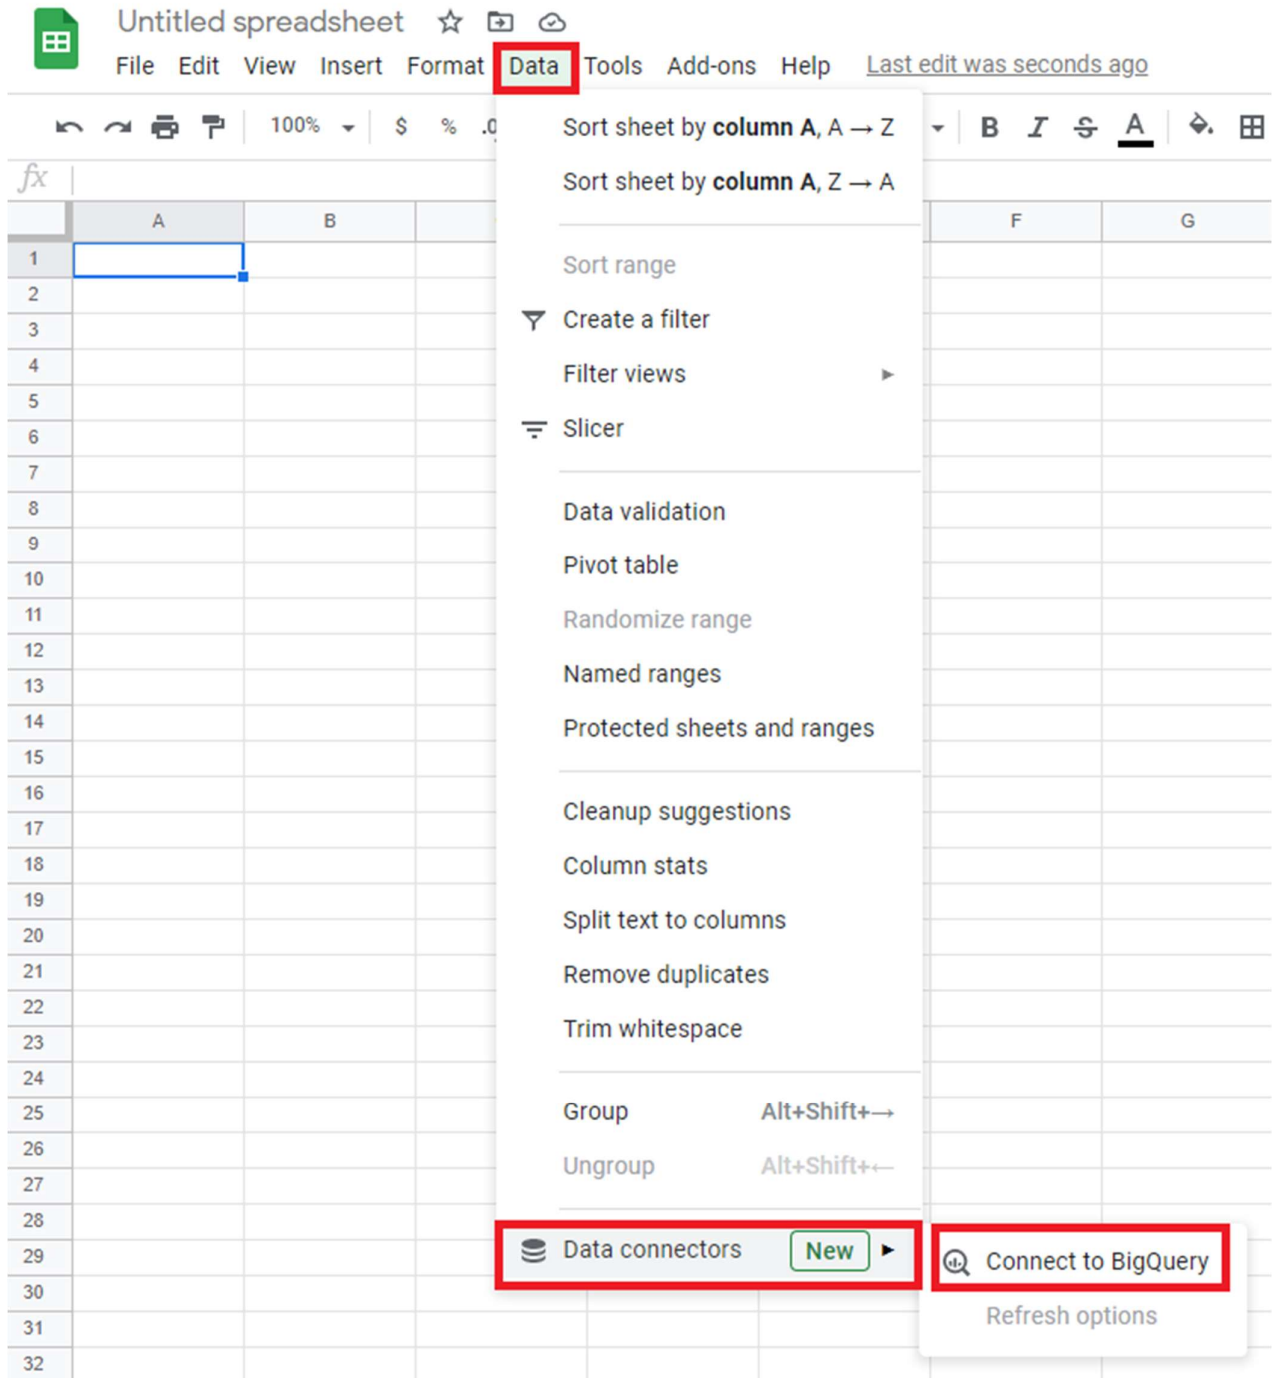 Untitled spreadsheet
File Edit View Insert Format Data Tools Add-ons Help Last edit was seconds ago
100% $ % .0 B I S A
fx
A B F G
Sort sheet by column A, A → Z
Sort sheet by column A, Z → A
Sort range
Create a filter
Filter views
Slicer
Data validation
Pivot table
Randomize range
Named ranges
Protected sheets and ranges
Cleanup suggestions
Column stats
Split text to columns
Remove duplicates
Trim whitespace
Group Alt+Shift+→
Ungroup Alt+Shift+←
Data connectors New
Connect to BigQuery
Refresh options
1
2
3
4
5
6
7
8
9
10
11
12
13
14
15
16
17
18
19
20
21
22
23
24
25
26
27
28
29
30
31
32